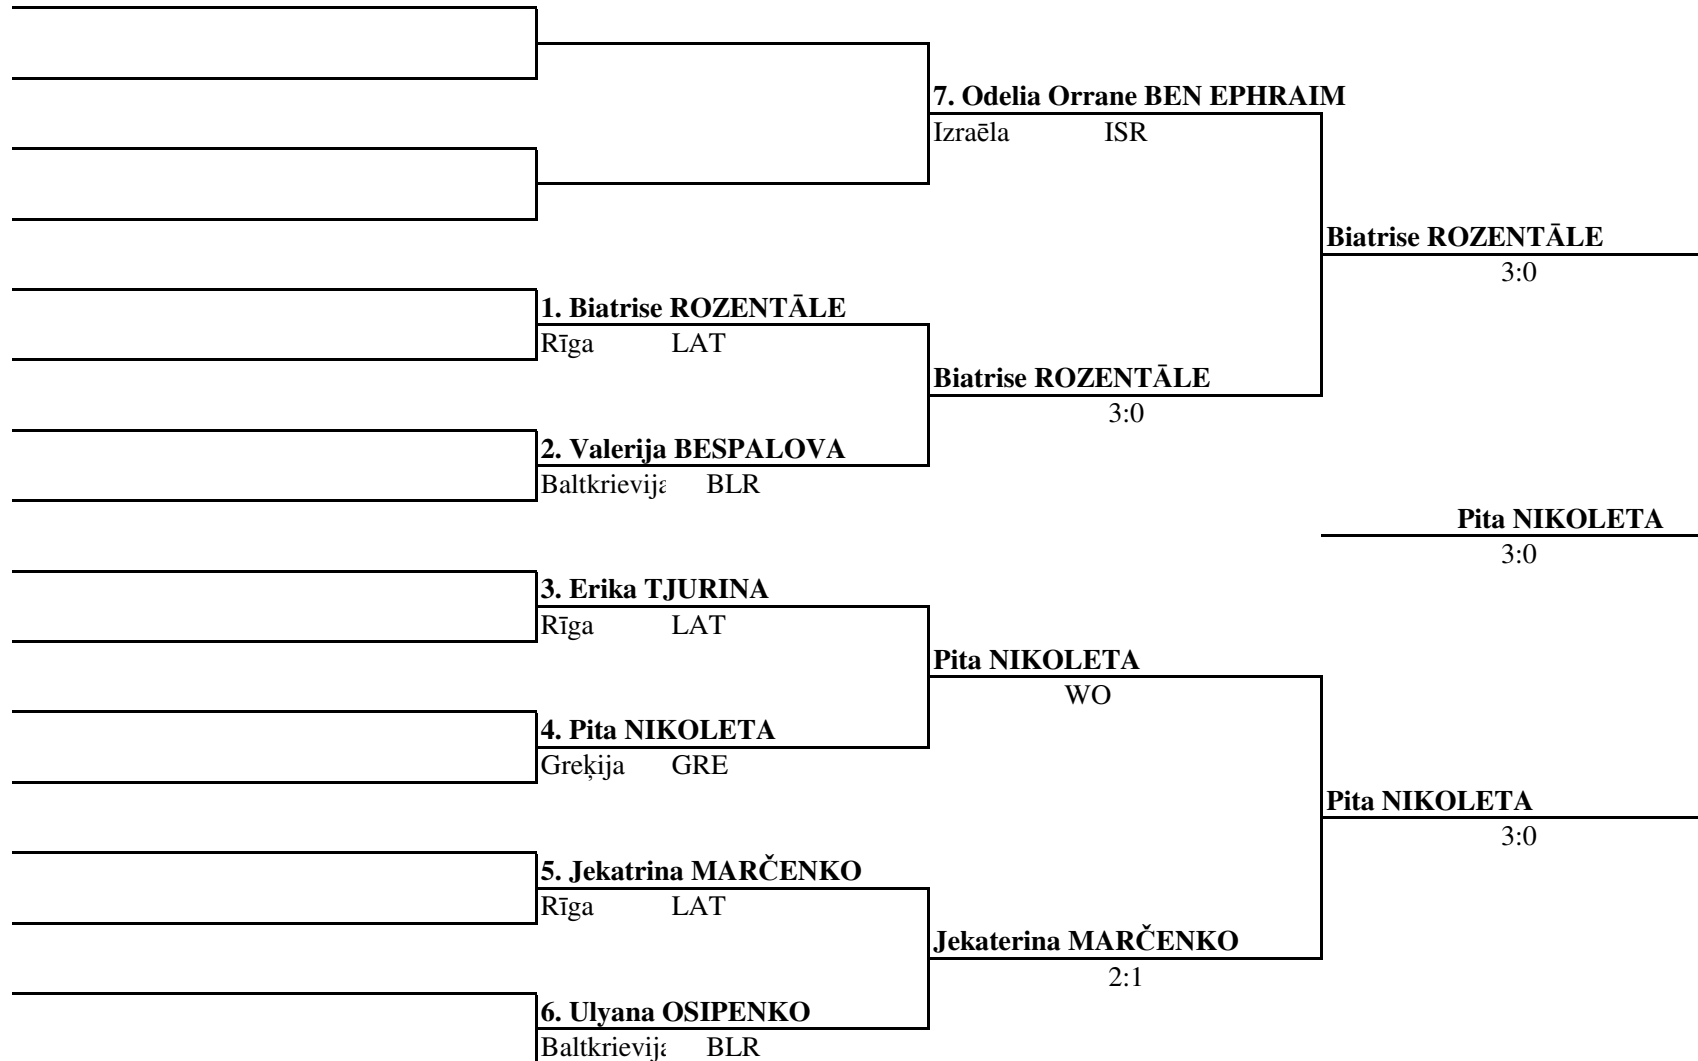 7. Odelia Orrane BEN EPHRAIM
Izraēla ISR
Biatrise ROZENTĀLE
3:0
1. Biatrise ROZENTĀLE
Rīga LAT
Biatrise ROZENTĀLE
3:0
2. Valerija BESPALOVA
Baltkrievija BLR
Pita NIKOLETA
3:0
3. Erika TJURINA
Rīga LAT
Pita NIKOLETA
WO
4. Pita NIKOLETA
Greķija GRE
Pita NIKOLETA
3:0
5. Jekatrina MARČENKO
Rīga LAT
Jekaterina MARČENKO
2:1
6. Ulyana OSIPENKO
Baltkrievija BLR